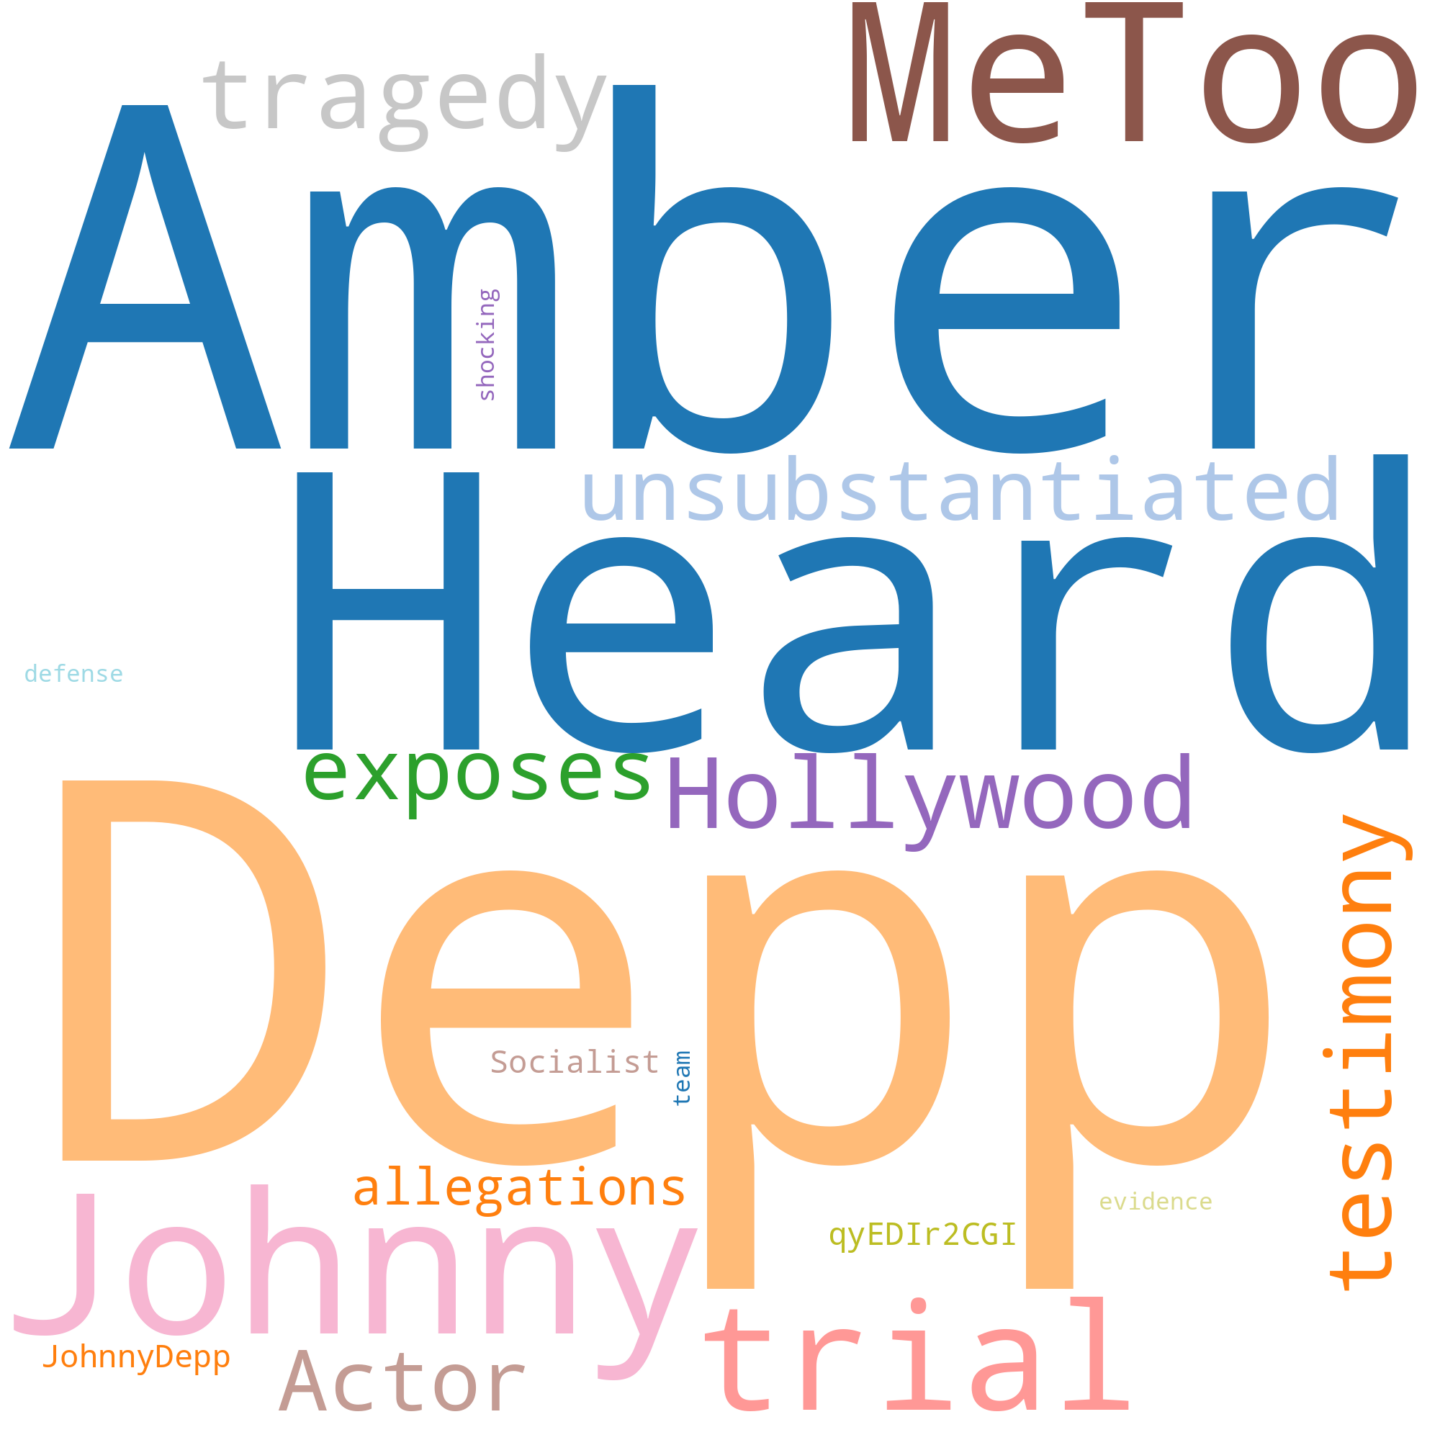 MeToo
tragedy
Amber
shocking
unsubstantiated
Heard
defense
exposes
Hollywood
Depp
testimony
Socialist
team
allegations
evidence
qyEDIr2CGI
Johnny
trial
JohnnyDepp
Actor